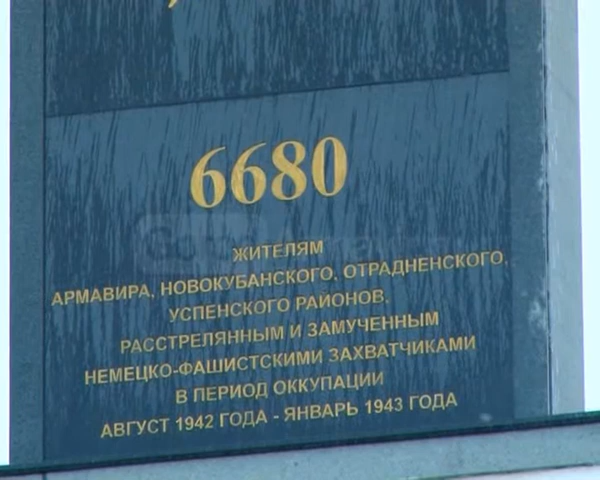 6680
ЖИТЕЛЯМ
АРМАВИРА, НОВОКУБАНСКОГО, ОТРАДНЕНСКОГО,
УСПЕНСКОГО РАЙОНОВ,
РАССТРЕЛЯННЫМ И ЗАМУЧЕННЫМ
НЕМЕЦКО-ФАШИСТСКИМИ ЗАХВАТЧИКАМИ
В ПЕРИОД ОККУПАЦИИ
АВГУСТ 1942 ГОДА - ЯНВАРЬ 1943 ГОДА